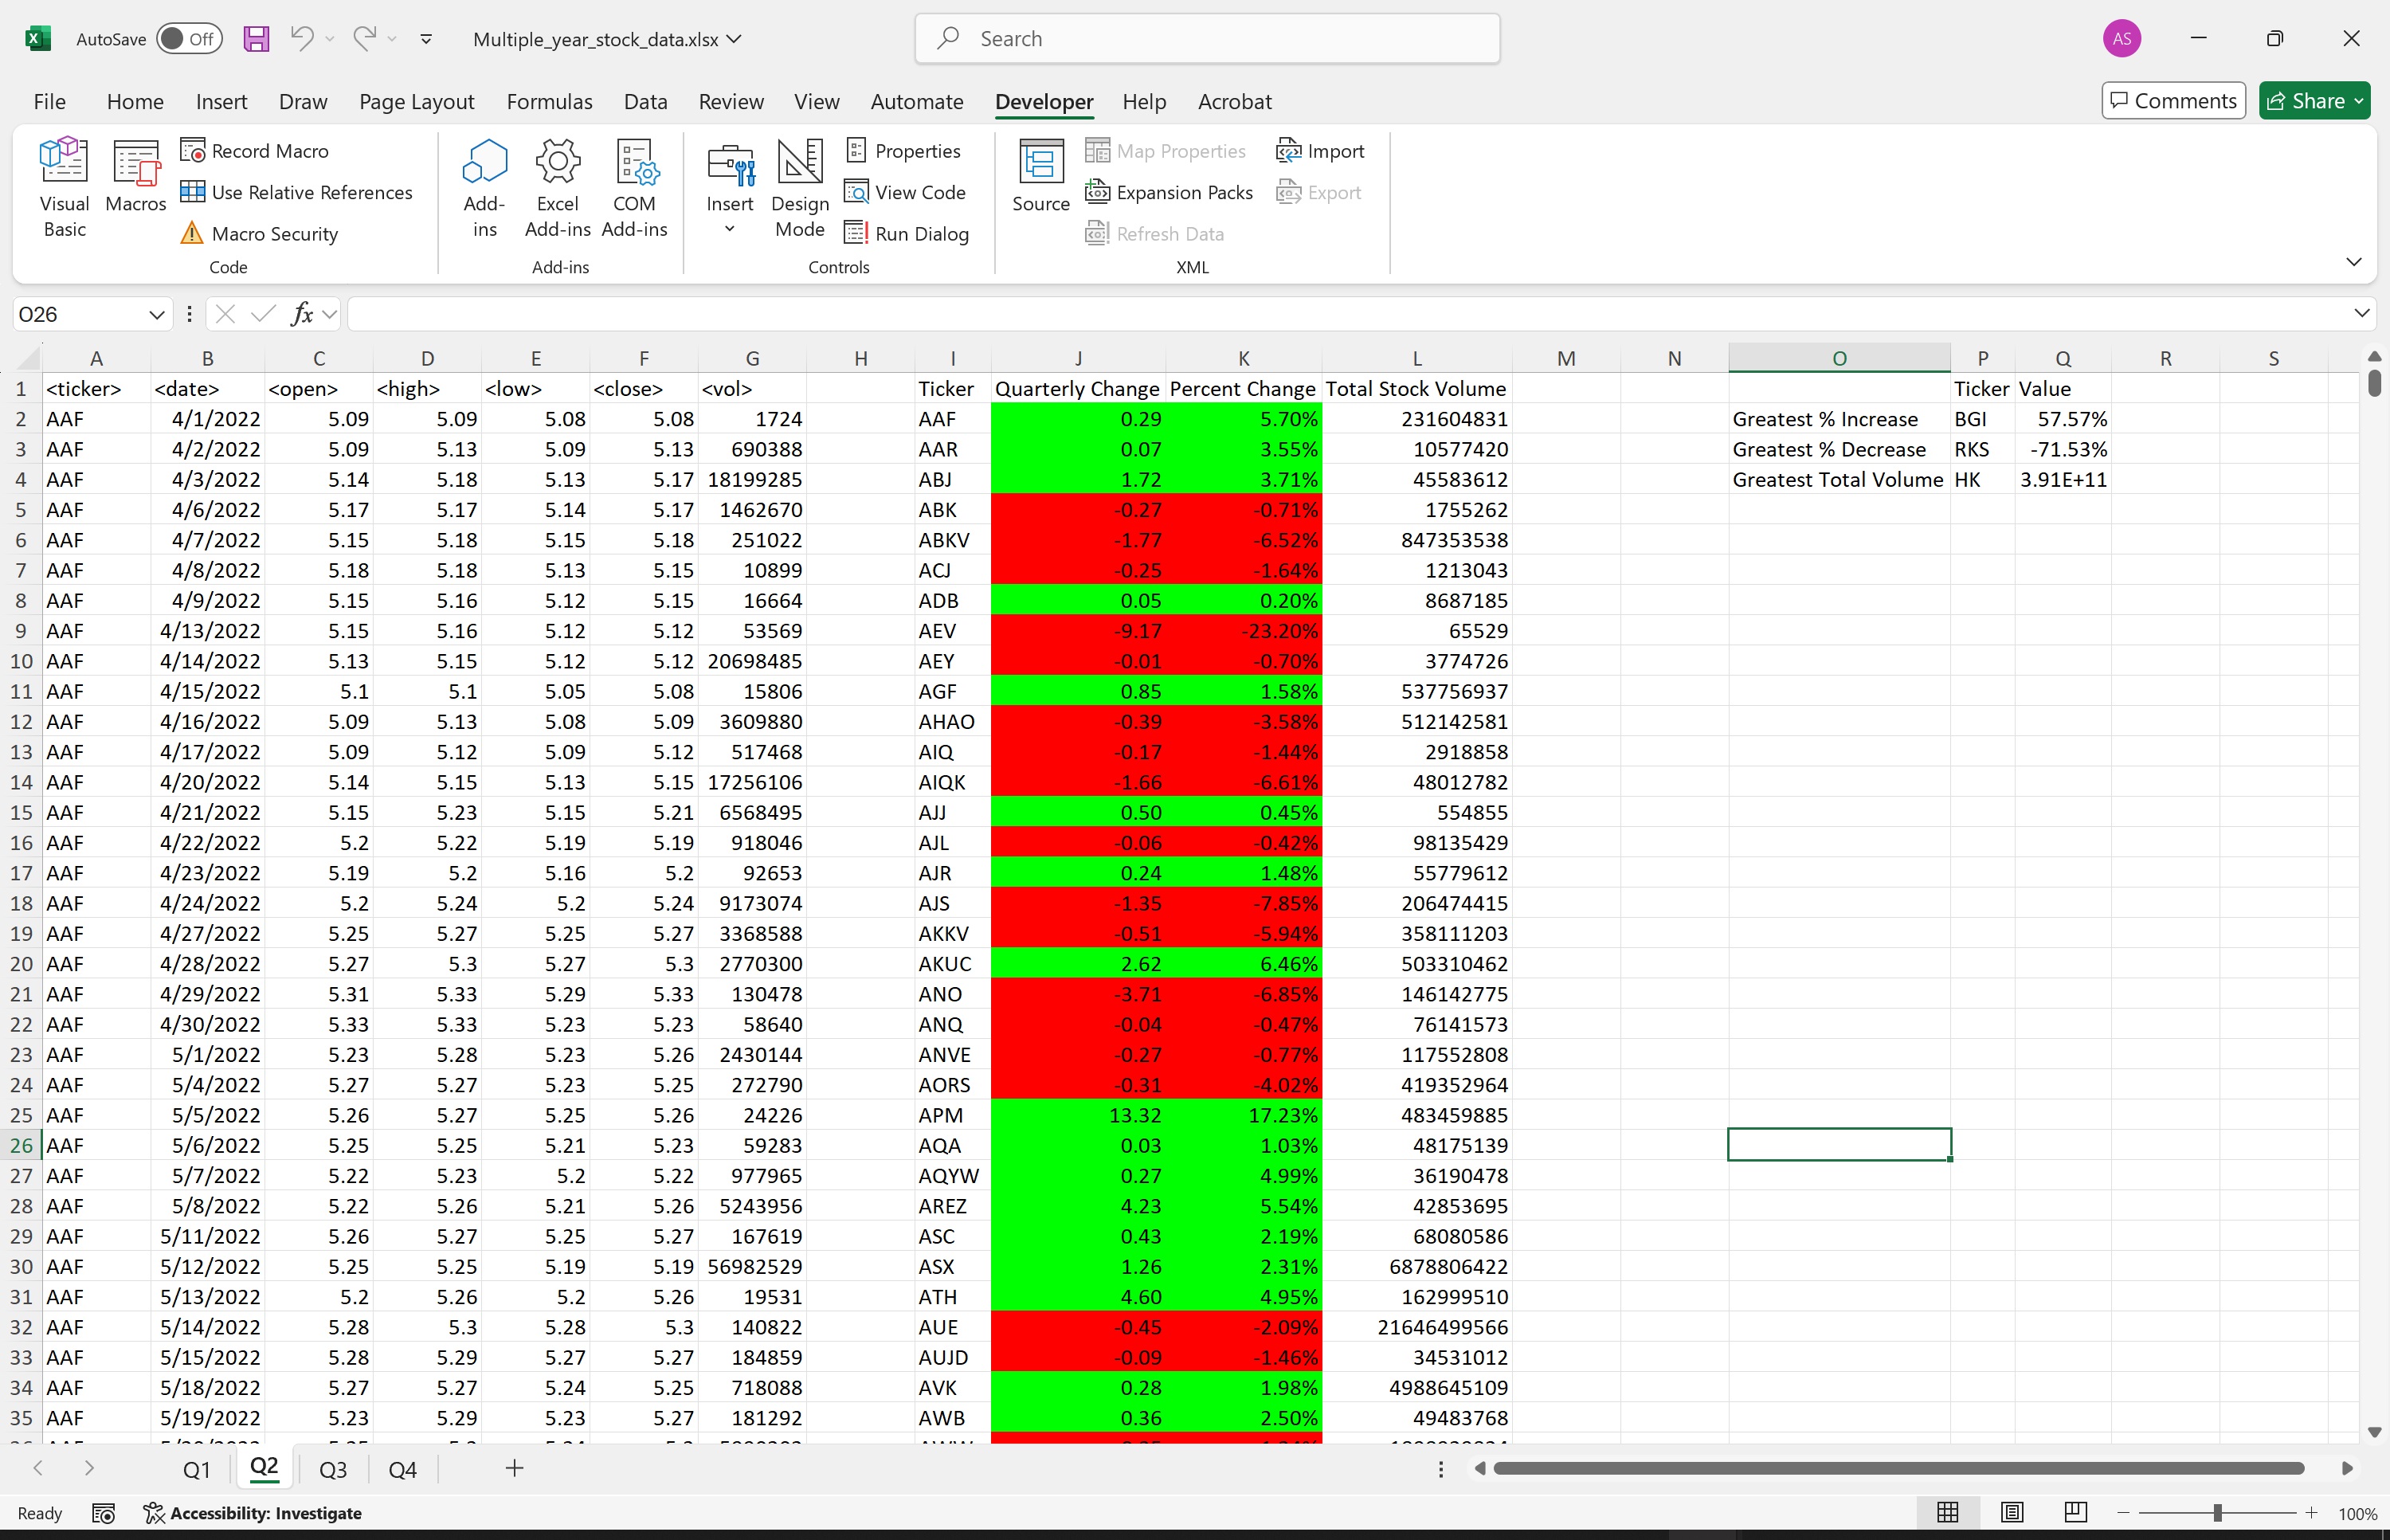 AutoSave Off Multiple_year_stock_data.xlsx Search AS
File Home Insert Draw Page Layout Formulas Data Review View Automate Developer Help Acrobat Comments Share
Visual Basic Macros Record Macro Use Relative References Macro Security Code
Add-ins Excel Add-ins COM Add-ins Add-ins
Insert Design Mode Properties View Code Run Dialog Controls
Source Map Properties Expansion Packs Refresh Data Import Export XML
O26 fx
A B C D E F G H I J K L M N O P Q R S
1 <ticker> <date> <open> <high> <low> <close> <vol> Ticker Quarterly Change Percent Change Total Stock Volume Ticker Value
2 AAF 4/1/2022 5.09 5.09 5.08 5.08 1724 AAF 0.29 5.70% 231604831 Greatest % Increase BGI 57.57%
3 AAF 4/2/2022 5.09 5.13 5.09 5.13 690388 AAR 0.07 3.55% 10577420 Greatest % Decrease RKS -71.53%
4 AAF 4/3/2022 5.14 5.18 5.13 5.17 18199285 ABJ 1.72 3.71% 45583612 Greatest Total Volume HK 3.91E+11
5 AAF 4/6/2022 5.17 5.17 5.14 5.17 1462670 ABK -0.27 -0.71% 1755262
6 AAF 4/7/2022 5.15 5.18 5.15 5.18 251022 ABKV -1.77 -6.52% 847353538
7 AAF 4/8/2022 5.18 5.18 5.13 5.15 10899 ACJ -0.25 -1.64% 1213043
8 AAF 4/9/2022 5.15 5.16 5.12 5.15 16664 ADB 0.05 0.20% 8687185
9 AAF 4/13/2022 5.15 5.16 5.12 5.12 53569 AEV -9.17 -23.20% 65529
10 AAF 4/14/2022 5.13 5.15 5.12 5.12 20698485 AEY -0.01 -0.70% 3774726
11 AAF 4/15/2022 5.1 5.1 5.05 5.08 15806 AGF 0.85 1.58% 537756937
12 AAF 4/16/2022 5.09 5.13 5.08 5.09 3609880 AHAO -0.39 -3.58% 512142581
13 AAF 4/17/2022 5.09 5.12 5.09 5.12 517468 AIQ -0.17 -1.44% 2918858
14 AAF 4/20/2022 5.14 5.15 5.13 5.15 17256106 AIQK -1.66 -6.61% 48012782
15 AAF 4/21/2022 5.15 5.23 5.15 5.21 6568495 AJJ 0.50 0.45% 554855
16 AAF 4/22/2022 5.2 5.22 5.19 5.19 918046 AJL -0.06 -0.42% 98135429
17 AAF 4/23/2022 5.19 5.2 5.16 5.2 92653 AJR 0.24 1.48% 55779612
18 AAF 4/24/2022 5.2 5.24 5.2 5.24 9173074 AJS -1.35 -7.85% 206474415
19 AAF 4/27/2022 5.25 5.27 5.25 5.27 3368588 AKKV -0.51 -5.94% 358111203
20 AAF 4/28/2022 5.27 5.3 5.27 5.3 2770300 AKUC 2.62 6.46% 503310462
21 AAF 4/29/2022 5.31 5.33 5.29 5.33 130478 ANO -3.71 -6.85% 146142775
22 AAF 4/30/2022 5.33 5.33 5.23 5.23 58640 ANQ -0.04 -0.47% 76141573
23 AAF 5/1/2022 5.23 5.28 5.23 5.26 2430144 ANVE -0.27 -0.77% 117552808
24 AAF 5/4/2022 5.27 5.27 5.23 5.25 272790 AORS -0.31 -4.02% 419352964
25 AAF 5/5/2022 5.26 5.27 5.25 5.26 24226 APM 13.32 17.23% 483459885
26 AAF 5/6/2022 5.25 5.25 5.21 5.23 59283 AQA 0.03 1.03% 48175139
27 AAF 5/7/2022 5.22 5.23 5.2 5.22 977965 AQYW 0.27 4.99% 36190478
28 AAF 5/8/2022 5.22 5.26 5.21 5.26 5243956 AREZ 4.23 5.54% 42853695
29 AAF 5/11/2022 5.26 5.27 5.25 5.27 167619 ASC 0.43 2.19% 68080586
30 AAF 5/12/2022 5.25 5.25 5.19 5.19 56982529 ASX 1.26 2.31% 6878806422
31 AAF 5/13/2022 5.2 5.26 5.2 5.26 19531 ATH 4.60 4.95% 162999510
32 AAF 5/14/2022 5.28 5.3 5.28 5.3 140822 AUE -0.45 -2.09% 21646499566
33 AAF 5/15/2022 5.28 5.29 5.27 5.27 184859 AUJD -0.09 -1.46% 34531012
34 AAF 5/18/2022 5.27 5.27 5.24 5.25 718088 AVK 0.28 1.98% 4988645109
35 AAF 5/19/2022 5.23 5.29 5.23 5.27 181292 AWB 0.36 2.50% 49483768
Q1 Q2 Q3 Q4
Ready Accessibility: Investigate 100%